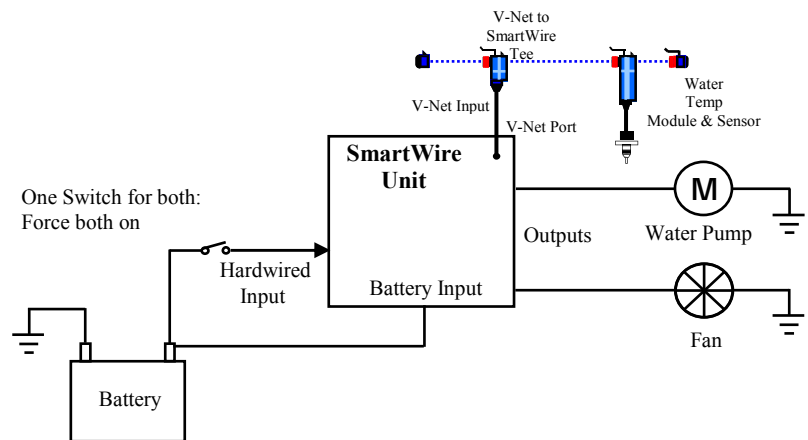 V-Net to
SmartWire
Tee
V-Net Input
V-Net Port
Water
Temp
Module & Sensor
SmartWire
Unit
One Switch for both:
Force both on
Hardwired
Input
Battery Input
Outputs
M
Water Pump
Fan
Battery